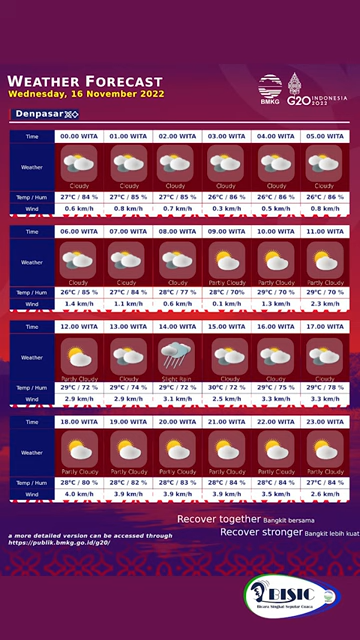 WEATHER FORECAST
Wednesday, 16 November 2022
BMKG
G20 INDONESIA 2022
Denpasar
Time 00.00 WITA 01.00 WITA 02.00 WITA 03.00 WITA 04.00 WITA 05.00 WITA
Weather Cloudy Cloudy Cloudy Cloudy Cloudy Cloudy
Temp / Hum 27°C / 84 % 27°C / 85 % 27°C / 85 % 26°C / 86 % 26°C / 86 % 26°C / 86 %
Wind 0.6 km/h 0.8 km/h 0.7 km/h 0.3 km/h 0.5 km/h 0.8 km/h
Time 06.00 WITA 07.00 WITA 08.00 WITA 09.00 WITA 10.00 WITA 11.00 WITA
Weather Cloudy Cloudy Cloudy Partly Cloudy Partly Cloudy Partly Cloudy
Temp / Hum 26°C / 85 % 27°C / 84 % 28°C / 77 % 28°C / 70% 29°C / 70 % 29°C / 70 %
Wind 1.4 km/h 1.1 km/h 0.6 km/h 0.1 km/h 1.3 km/h 2.3 km/h
Time 12.00 WITA 13.00 WITA 14.00 WITA 15.00 WITA 16.00 WITA 17.00 WITA
Weather Partly Cloudy Cloudy Slight Rain Cloudy Cloudy Cloudy
Temp / Hum 29°C / 72 % 29°C / 74 % 29°C / 72 % 30°C / 72 % 29°C / 75 % 29°C / 78 %
Wind 2.9 km/h 2.9 km/h 3.1 km/h 2.5 km/h 3.3 km/h 3.3 km/h
Time 18.00 WITA 19.00 WITA 20.00 WITA 21.00 WITA 22.00 WITA 23.00 WITA
Weather Partly Cloudy Partly Cloudy Partly Cloudy Partly Cloudy Partly Cloudy Partly Cloudy
Temp / Hum 28°C / 80 % 28°C / 82 % 28°C / 83 % 28°C / 84 % 28°C / 84 % 27°C / 84 %
Wind 4.0 km/h 3.9 km/h 3.9 km/h 3.9 km/h 3.5 km/h 2.6 km/h
Recover together Bangkit bersama
Recover stronger Bangkit lebih kuat
a more detailed version can be accessed through
https://publik.bmkg.go.id/g20/
BISIC
Bicara Singkat Seputar Cuaca